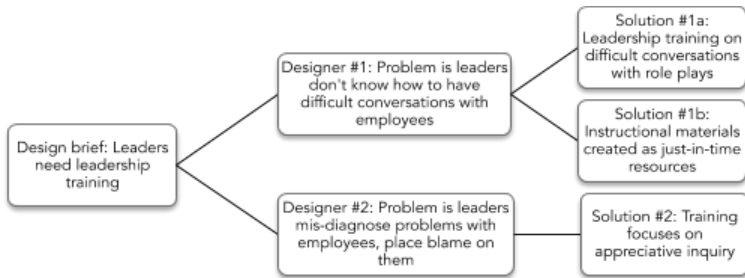 Design brief: Leaders
need leadership
training
Designer #1: Problem is leaders
don't know how to have
difficult conversations with
employees
Solution #1a:
Leadership training on
difficult conversations
with role plays
Solution #1b:
Instructional materials
created as just-in-time
resources
Designer #2: Problem is leaders
mis-diagnose problems with
employees, place blame on
them
Solution #2: Training
focuses on
appreciative inquiry